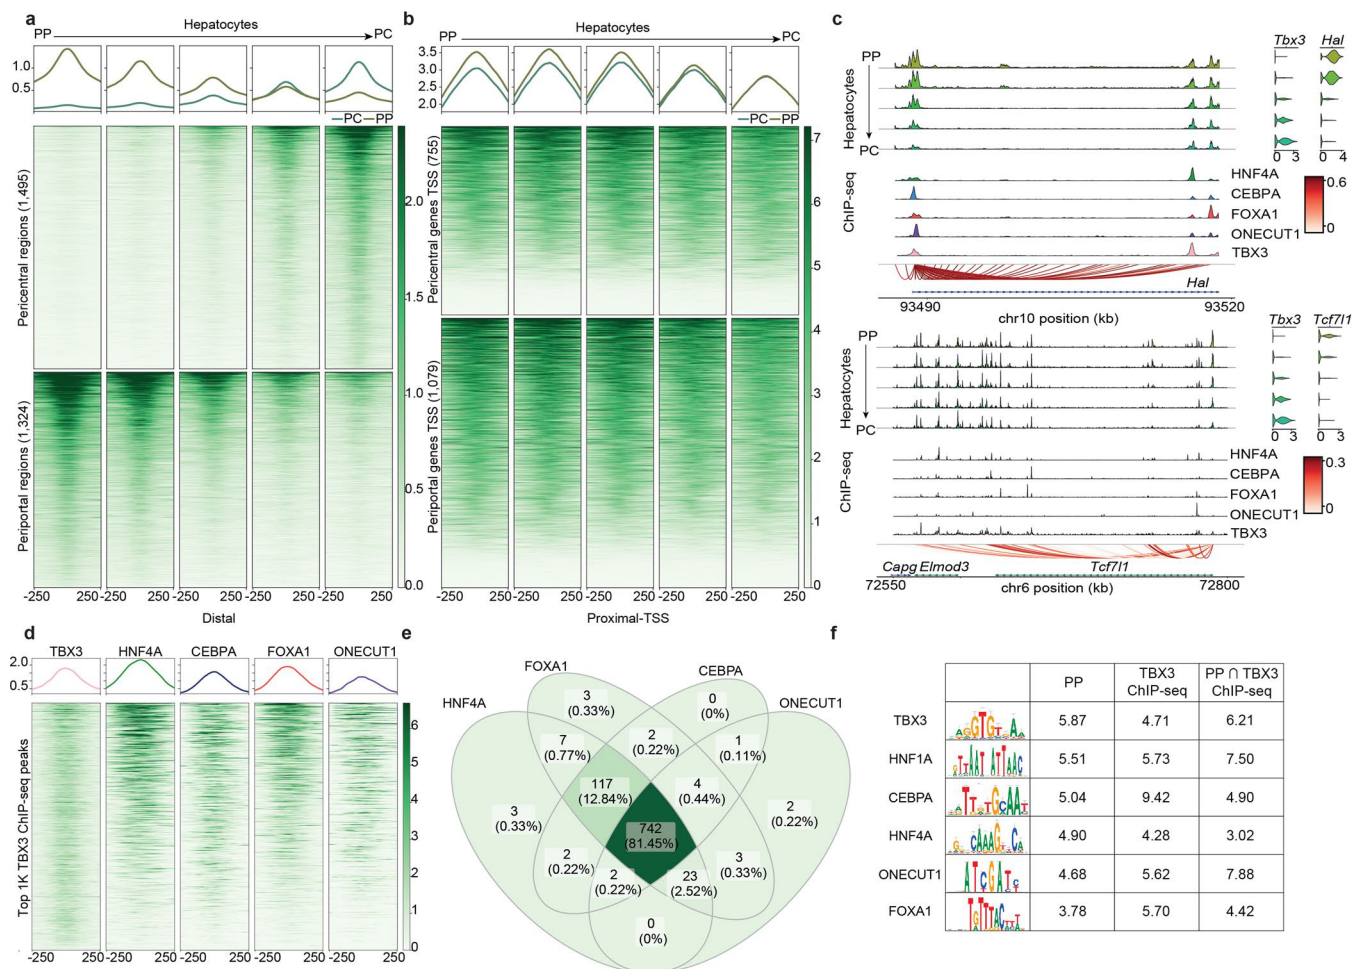 a
Hepatocytes
PP
PC
1.0
0.5
PC PP
Pericentral regions (1,495)
Periportal regions (1,324)
2.0
1.5
1.0
0.5
0.0
-250 250 -250 250 -250 250 -250 250 -250 250
Distal
b
Hepatocytes
PP
PC
3.5
3.0
2.5
2.0
PC PP
Pericentral genes TSS (755)
Periportal genes TSS (1,079)
7
6
5
4
3
2
1
0
-250 250 -250 250 -250 250 -250 250 -250 250
Proximal-TSS
c
Tbx3 Hal
PP
Hepatocytes
PC
0 3 0 4
ChIP-seq
HNF4A
CEBPA
FOXA1
ONECUT1
TBX3
0.6
0
Hal
93490 93520
chr10 position (kb)
Tbx3 Tcf7l1
PP
Hepatocytes
PC
0 3 0 3
ChIP-seq
HNF4A
CEBPA
FOXA1
ONECUT1
TBX3
0.3
0
Capg Elmod3 Tcf7l1
72550 72800
chr6 position (kb)
d
TBX3 HNF4A CEBPA FOXA1 ONECUT1
2.0
0.5
Top 1K TBX3 ChIP-seq peaks
6
5
4
3
2
1
0
-250 250 -250 250 -250 250 -250 250 -250 250
e
FOXA1
CEBPA
HNF4A
ONECUT1
3
(0.33%)
0
(0%)
7
(0.77%)
2
(0.22%)
1
(0.11%)
117
(12.84%)
4
(0.44%)
3
(0.33%)
2
(0.22%)
742
(81.45%)
2
(0.22%)
2
(0.22%)
23
(2.52%)
3
(0.33%)
0
(0%)
f
PP TBX3 ChIP-seq PP ∩ TBX3 ChIP-seq
TBX3 5.87 4.71 6.21
HNF1A 5.51 5.73 7.50
CEBPA 5.04 9.42 4.90
HNF4A 4.90 4.28 3.02
ONECUT1 4.68 5.62 7.88
FOXA1 3.78 5.70 4.42